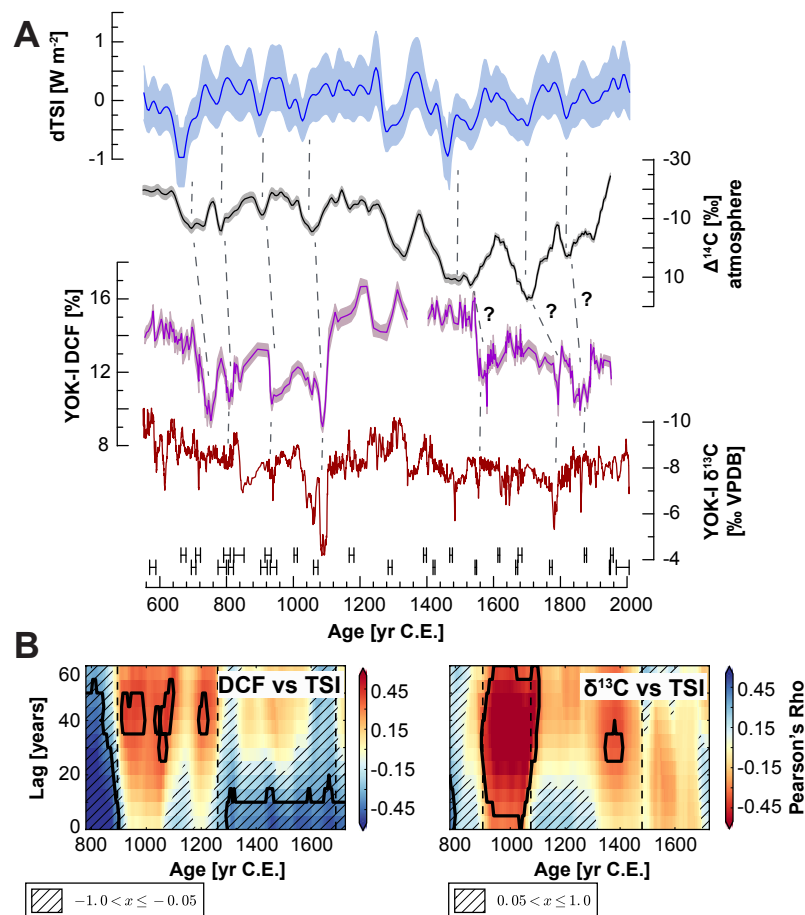 A
dTSI [W m-2]
1
0
-1
-30
-10
10
Δ14C [‰]
atmosphere
YOK-I DCF [%]
16
12
8
?
?
?
-10
-8
-6
-4
YOK-I δ13C
[‰ VPDB]
600 800 1000 1200 1400 1600 1800 2000
Age [yr C.E.]
B
DCF vs TSI
Lag [years]
60
40
20
0
1000 1200 1400 1600
Age [yr C.E.]
0.45
0.15
-0.15
-0.45
-1.0 < x ≤ -0.05
δ13C vs TSI
800 1000 1200 1400 1600
Age [yr C.E.]
0.45
0.15
-0.15
-0.45
Pearson's Rho
0.05 < x ≤ 1.0